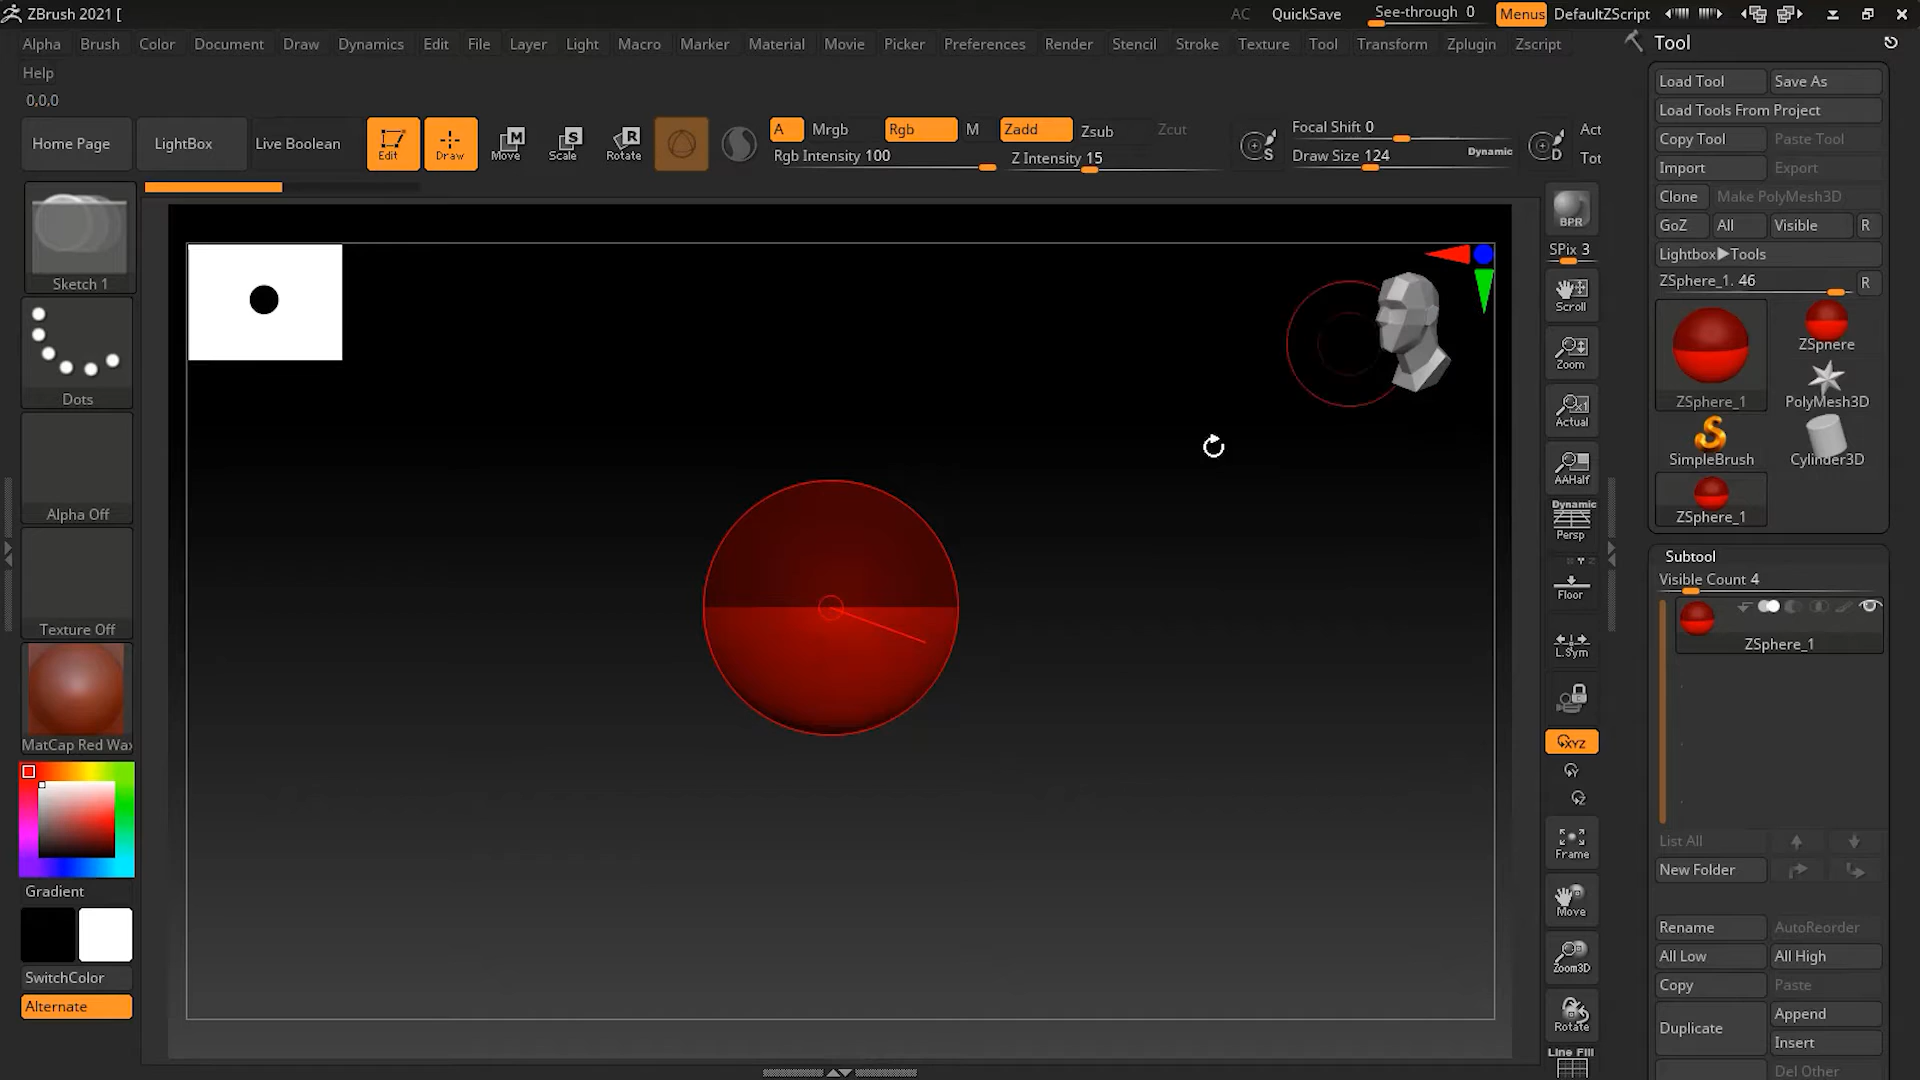 ZBrush 2021 [
AC QuickSave See-through 0 Menus DefaultZScript
Alpha Brush Color Document Draw Dynamics Edit File Layer Light Macro Marker Material Movie Picker Preferences Render Stencil Stroke Texture Tool Transform Zplugin Zscript
Help
0,0,0
Home Page LightBox Live Boolean Edit Draw Move Scale Rotate
M S R
A Mrgb Rgb M Zadd Zsub Zcut
Rgb Intensity 100 Z Intensity 15
S Focal Shift 0
Draw Size 124 Dynamic D
Act
Tot
Sketch 1
Dots
Alpha Off
Texture Off
MatCap Red Wax
Gradient
SwitchColor
Alternate
BPR
SPix 3
Scroll
Zoom
Actual
AAHalf
Dynamic
Persp
Floor
L.Sym
XYZ
Y
Z
Frame
Move
Zoom3D
Rotate
Line Fill
Tool
Load Tool Save As
Load Tools From Project
Copy Tool Paste Tool
Import Export
Clone Make PolyMesh3D
GoZ All Visible R
Lightbox▶Tools
ZSphere_1. 46 R
ZSphere_1 ZSphere
PolyMesh3D
SimpleBrush Cylinder3D
ZSphere_1
Subtool
Visible Count 4
ZSphere_1
List All
New Folder
Rename AutoReorder
All Low All High
Copy Paste
Duplicate Append
Insert
Del Other